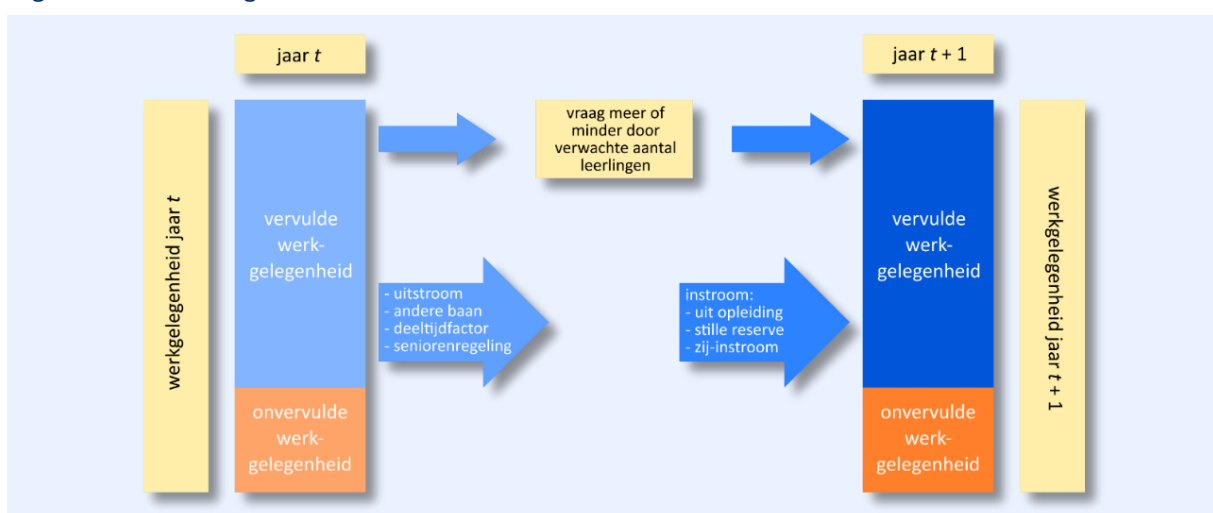 jaar t
jaar t + 1
werkgelegenheid jaar t
vervulde
werk-
gelegenheid
onvervulde
werk-
gelegenheid
vraag meer of
minder door
verwachte aantal
leerlingen
- uitstroom
- andere baan
- deeltijdfactor
- seniorenregeling
instroom:
- uit opleiding
- stille reserve
- zij-instroom
vervulde
werk-
gelegenheid
onvervulde
werk-
gelegenheid
werkgelegenheid jaar t + 1